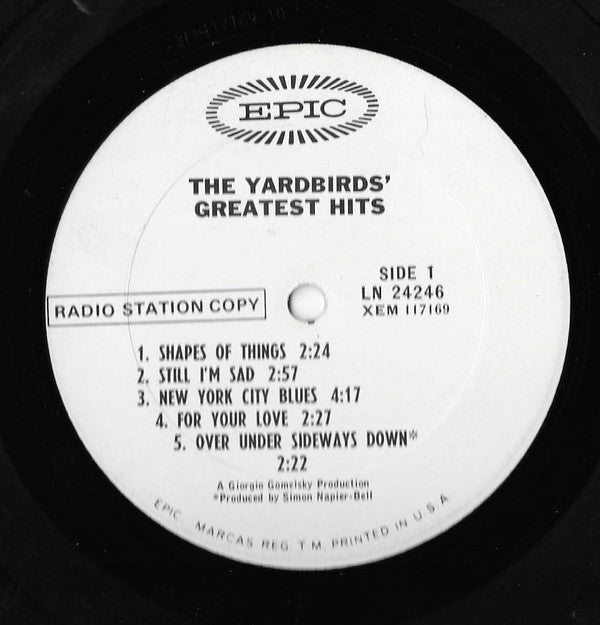 EPIC
THE YARDBIRDS'
GREATEST HITS
SIDE 1
LN 24246
XEM 117169
RADIO STATION COPY
1. SHAPES OF THINGS 2:24
2. STILL I'M SAD 2:57
3. NEW YORK CITY BLUES 4:17
4. FOR YOUR LOVE 2:27
5. OVER UNDER SIDEWAYS DOWN*
2:22
A Giorgio Gomelsky Production
*Produced by Simon Napier-Bell
EPIC. MARCAS REG. T.M. PRINTED IN U.S.A.